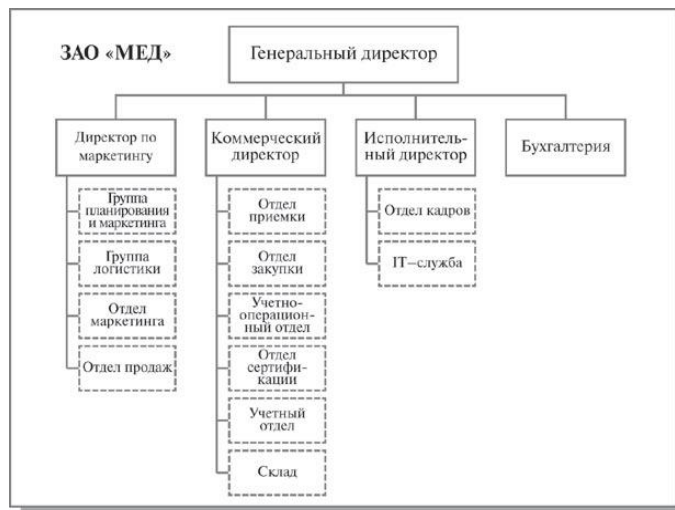 ЗАО «МЕД»
Генеральный директор
Директор по
маркетингу
Коммерческий
директор
Исполнитель-
ный директор
Бухгалтерия
Группа
планирования
и маркетинга
Группа
логистики
Отдел
маркетинга
Отдел продаж
Отдел
приемки
Отдел
закупки
Учетно-
операцион-
ный отдел
Отдел
сертифи-
кации
Учетный
отдел
Склад
Отдел кадров
IT–служба